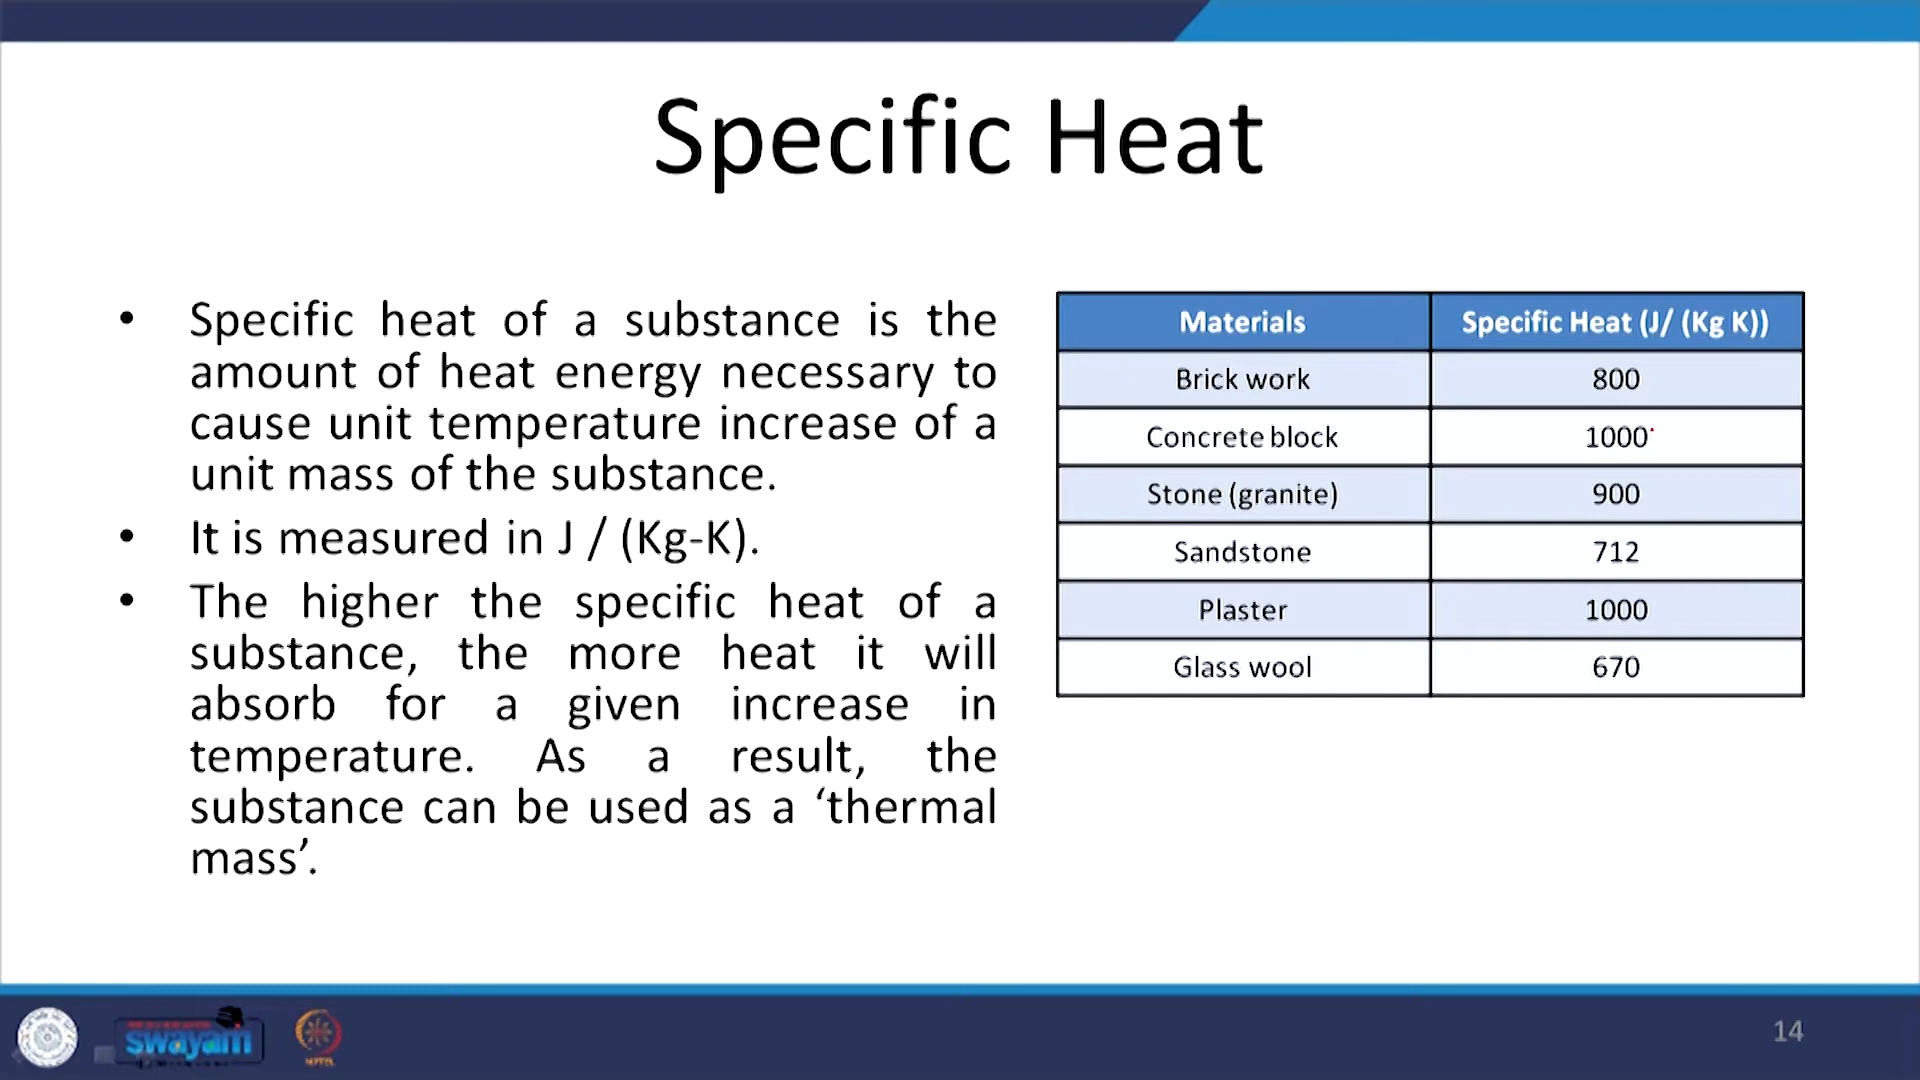 Specific Heat
• Specific heat of a substance is the
amount of heat energy necessary to
cause unit temperature increase of a
unit mass of the substance.
• It is measured in J / (Kg-K).
• The higher the specific heat of a
substance, the more heat it will
absorb for a given increase in
temperature. As a result, the
substance can be used as a ‘thermal
mass’.
Materials Specific Heat (J/ (Kg K))
Brick work 800
Concrete block 1000
Stone (granite) 900
Sandstone 712
Plaster 1000
Glass wool 670
swayam
14